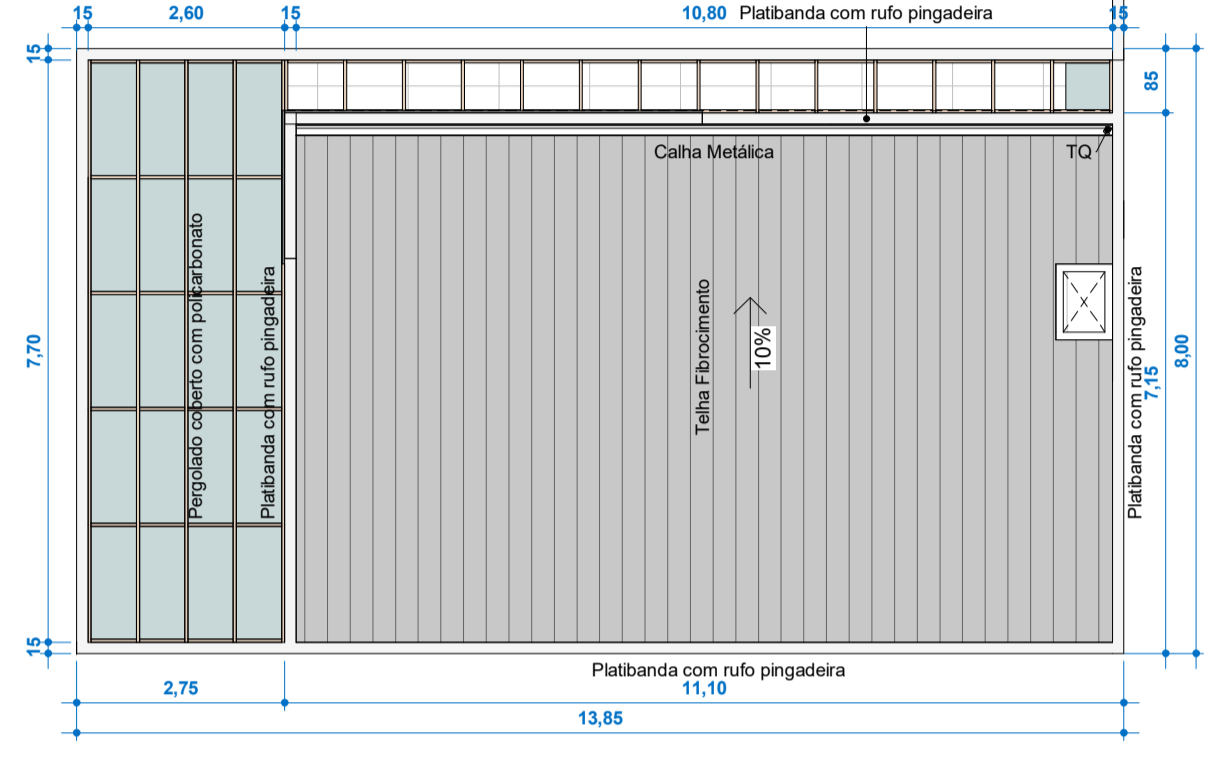 15
2,60
15
10,80
Platibanda com rufo pingadeira
15
15
85
Calha Metálica
TQ
Pergolado coberto com policarbonato
Platibanda com rufo pingadeira
Telha Fibrocimento
10%
Platibanda com rufo pingadeira
7,70
7,15
8,00
15
Platibanda com rufo pingadeira
2,75
11,10
13,85